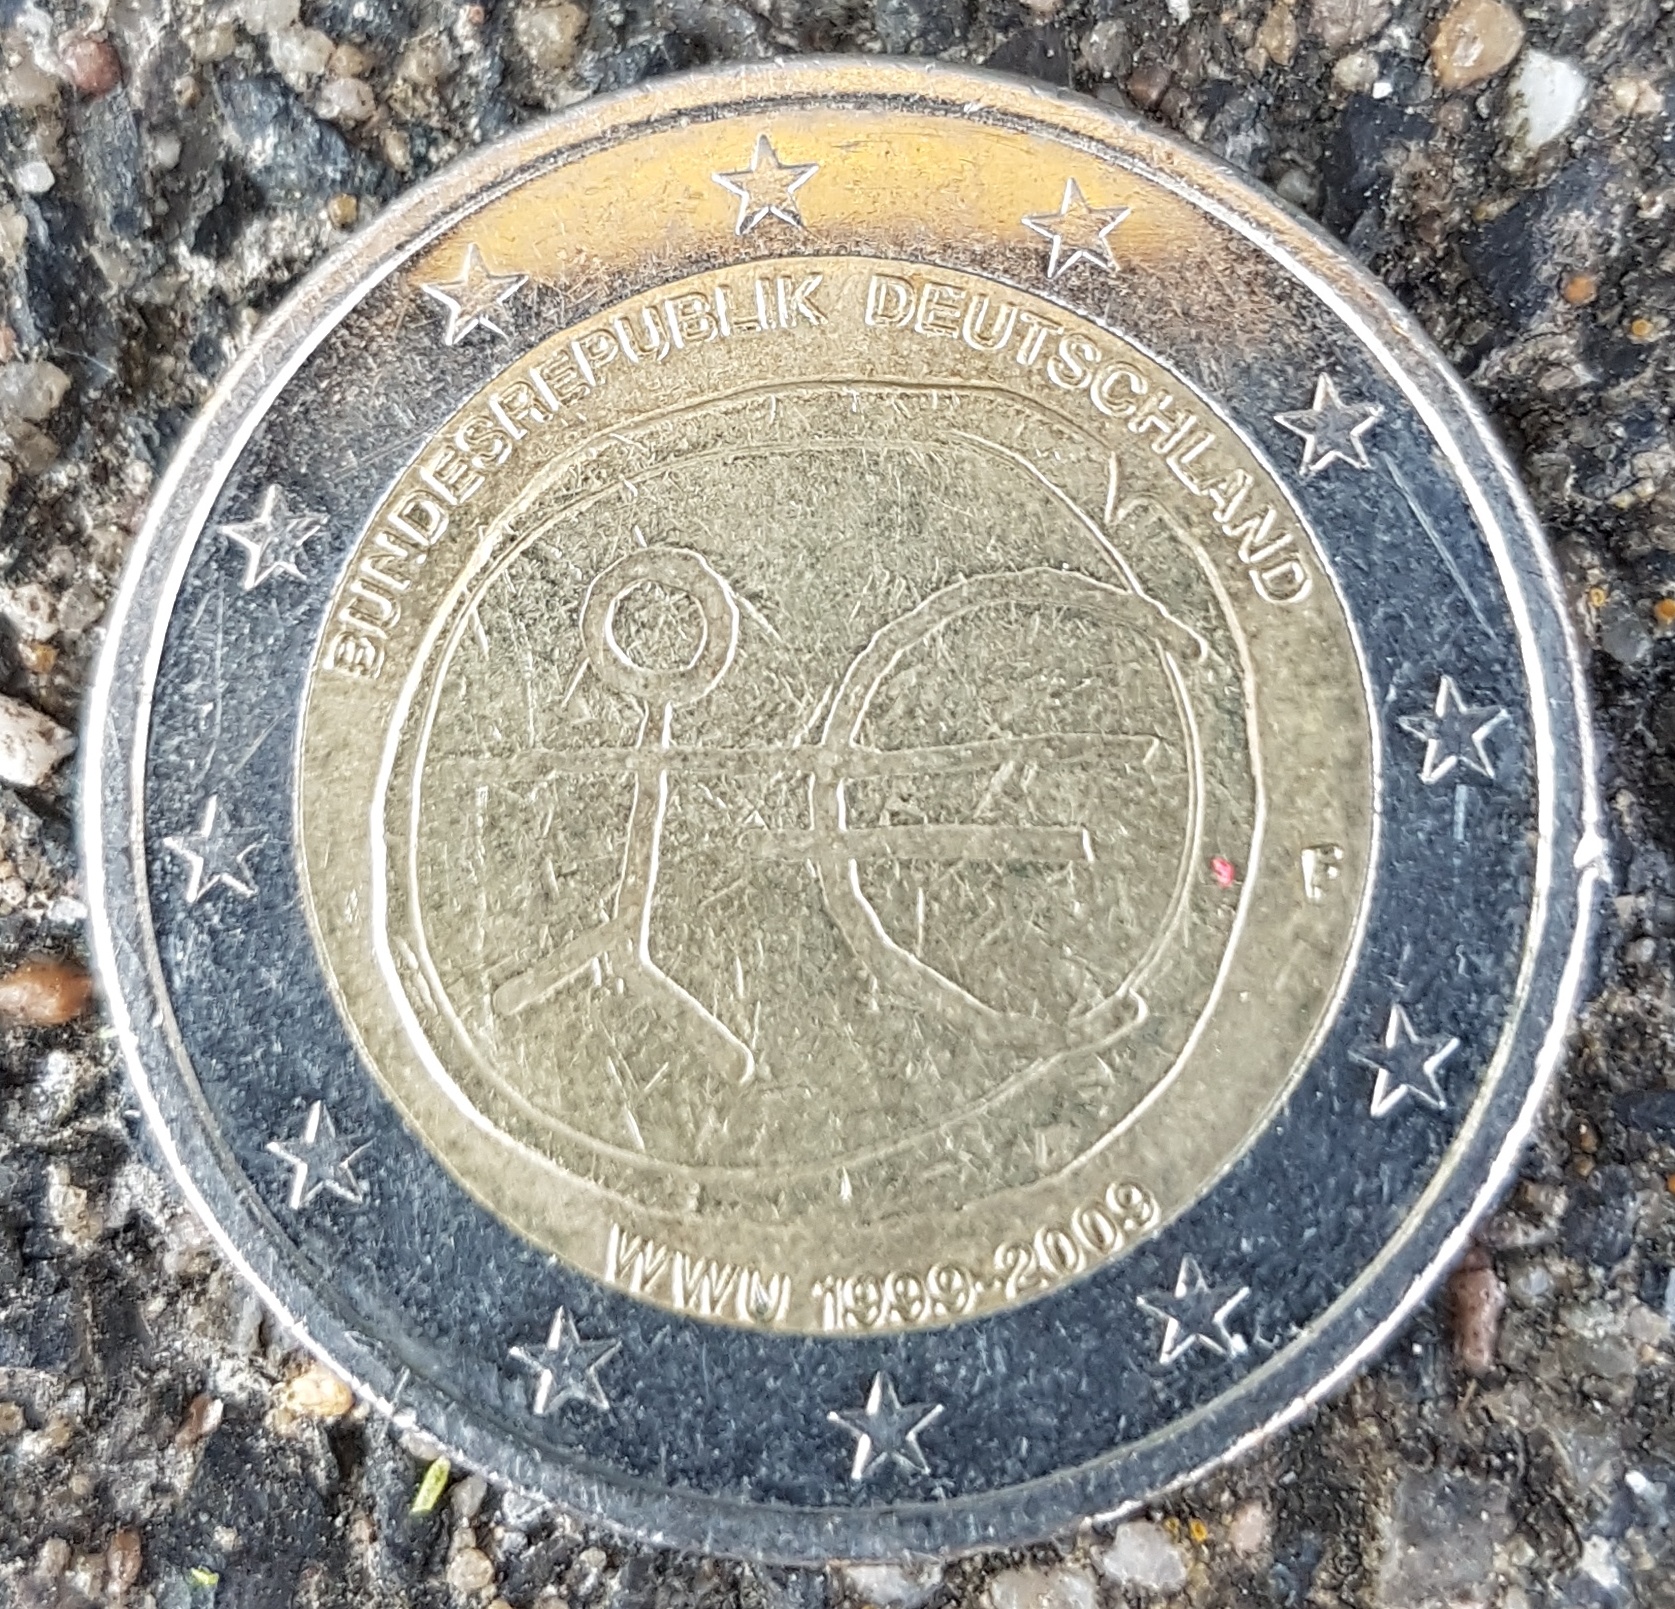 BUNDESREPUBLIK DEUTSCHLAND
WWU 1999-2009